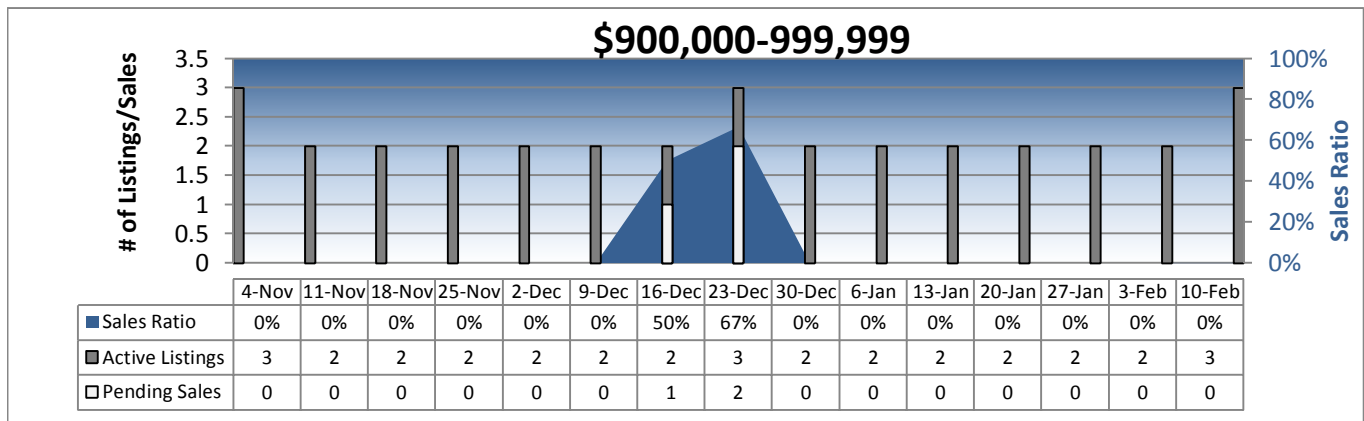 $900,000-999,999
# of Listings/Sales
3.5
3
2.5
2
1.5
1
0.5
0
100%
80%
60%
40%
20%
0%
Sales Ratio
4-Nov 11-Nov 18-Nov 25-Nov 2-Dec 9-Dec 16-Dec 23-Dec 30-Dec 6-Jan 13-Jan 20-Jan 27-Jan 3-Feb 10-Feb
Sales Ratio 0% 0% 0% 0% 0% 0% 50% 67% 0% 0% 0% 0% 0% 0% 0%
Active Listings 3 2 2 2 2 2 2 3 2 2 2 2 2 2 3
Pending Sales 0 0 0 0 0 0 1 2 0 0 0 0 0 0 0